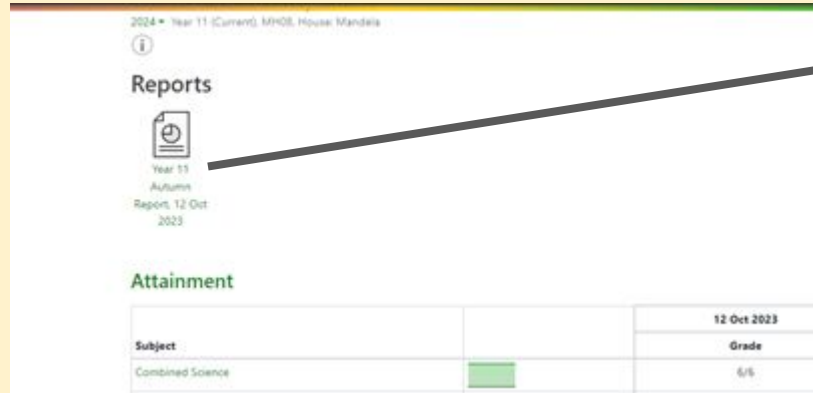 2024 ▾ Year 11 (Current), MH08, House: Mandela
Reports
Year 11
Autumn
Report, 12 Oct
2023
Attainment
12 Oct 2023
Subject
Grade
Combined Science
6/6